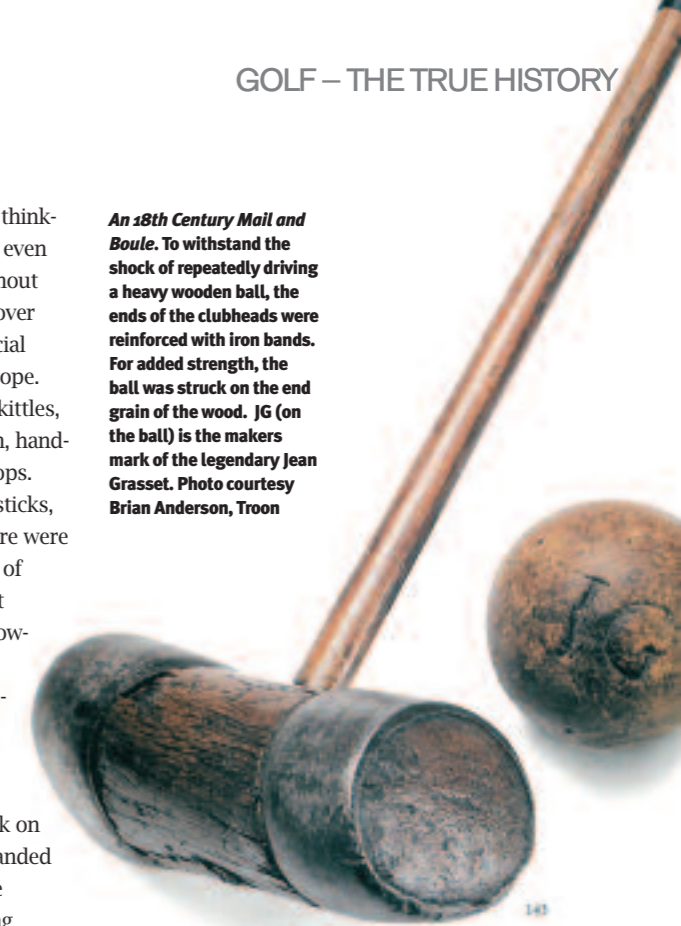 GOLF – THE TRUE HISTORY
think-
even
hout
over
cial
ope.
kittles,
n, hand-
ops.
sticks,
re were
of
t
ow-
-
k on
anded
e
ng
An 18th Century Mail and
Boule. To withstand the
shock of repeatedly driving
a heavy wooden ball, the
ends of the clubheads were
reinforced with iron bands.
For added strength, the
ball was struck on the end
grain of the wood. JG (on
the ball) is the makers
mark of the legendary Jean
Grasset. Photo courtesy
Brian Anderson, Troon
JG
143